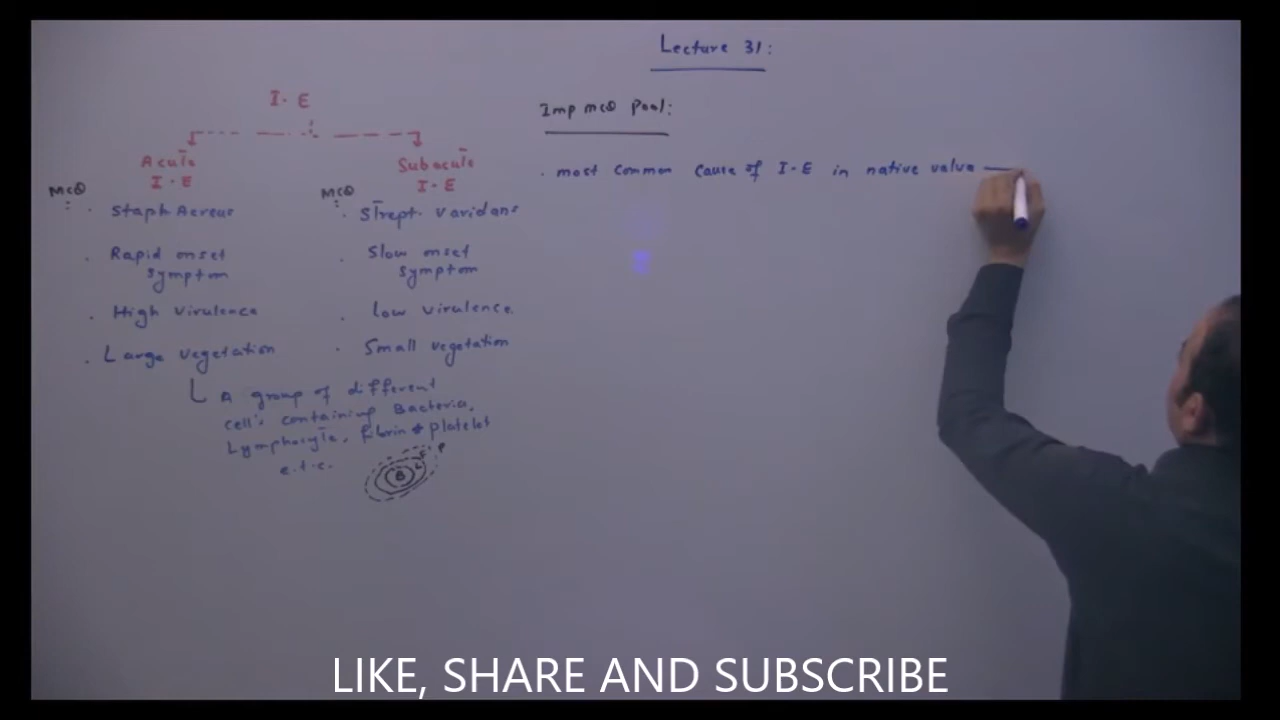 Lecture 31:
Imp McQ Pool:
. most common cause of I-E in native valve —
I. E
Acute
I. E
McQ
:
. Staph Aereus
. Rapid onset
symptom
. High virulence
. Large vegetation
Subacute
I. E
McQ
:
. Strept. varidans
. Slow onset
symptom
. low virulence.
. Small vegetation
A group of different
cell's containing Bacteria,
Lymphocyte, fibrin + platelet
e.t.c.
B L F P
LIKE, SHARE AND SUBSCRIBE